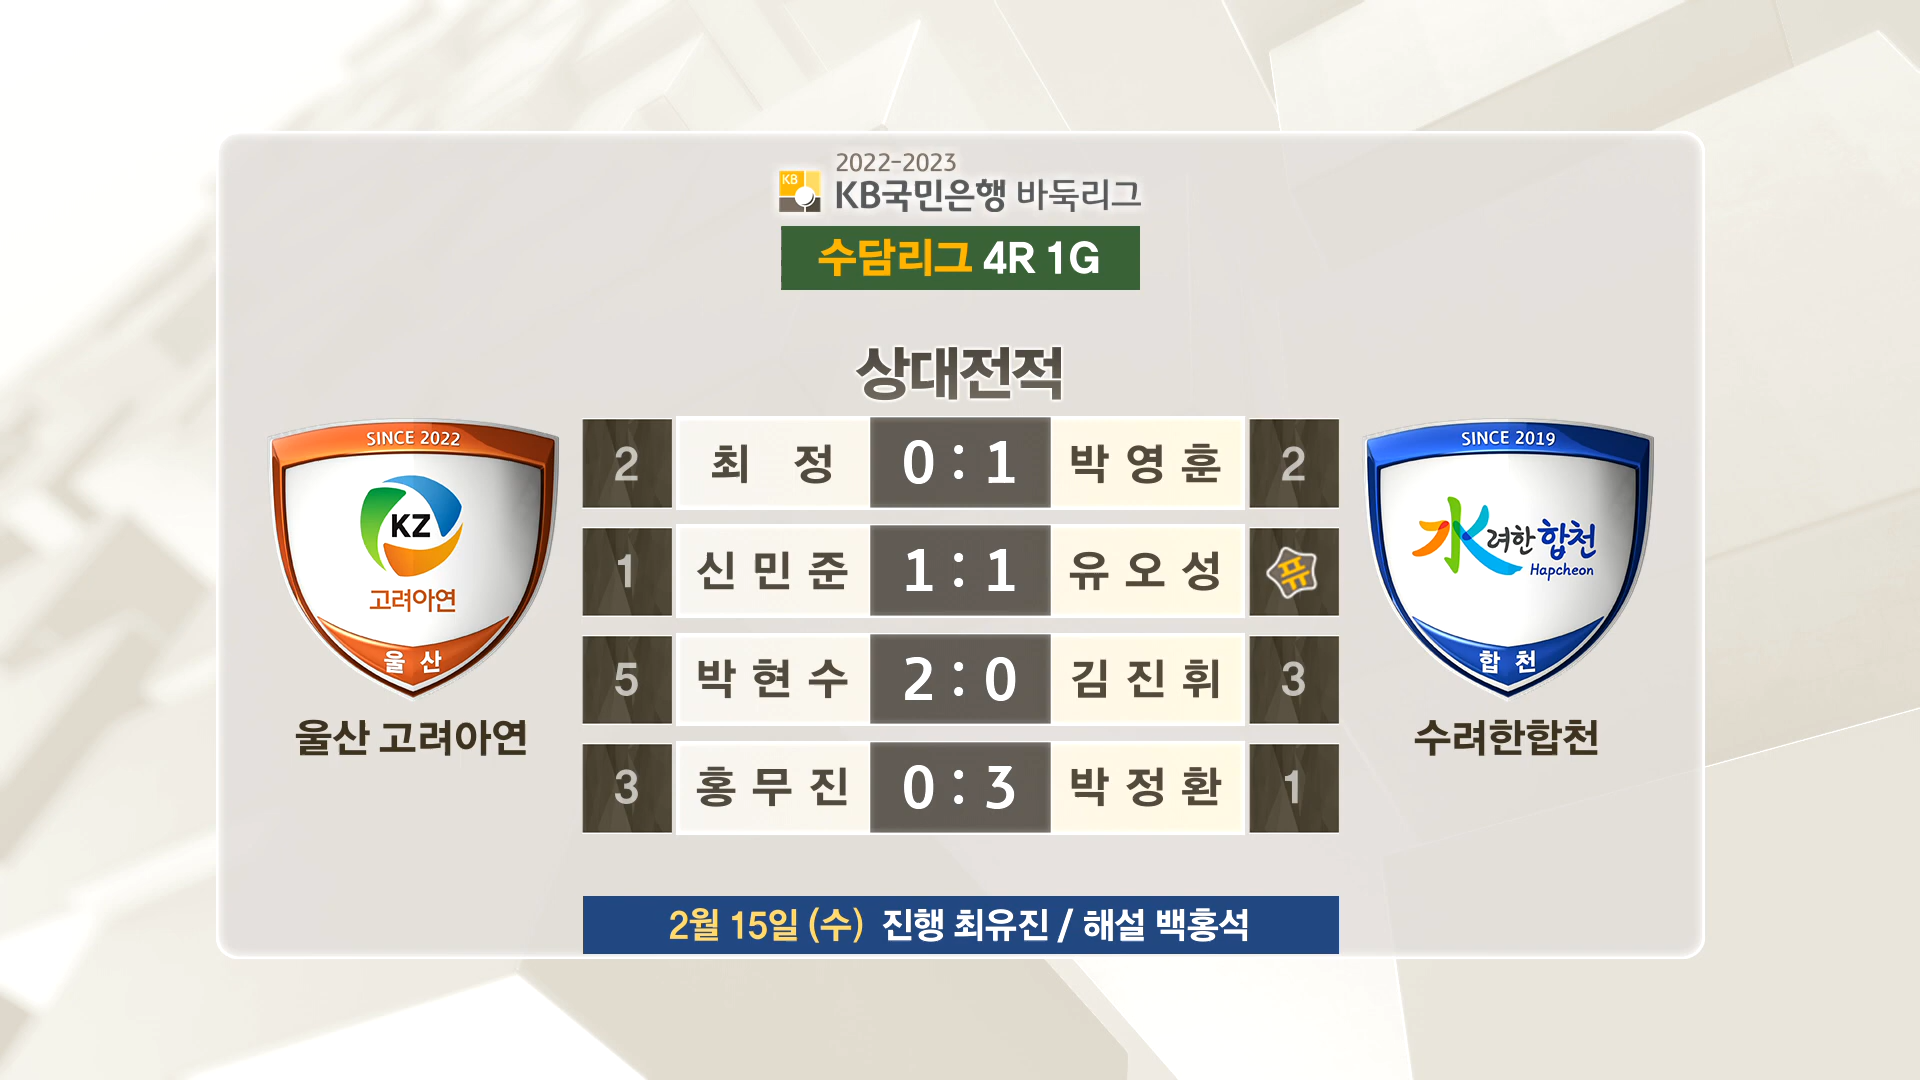 2022-2023
KB
KB국민은행 바둑리그
수담리그 4R 1G
상대전적
SINCE 2022
KZ
고려아연
울산
울산 고려아연
2 최정 0 : 1 박영훈 2
1 신민준 1 : 1 유오성 퓨
5 박현수 2 : 0 김진휘 3
3 홍무진 0 : 3 박정환 1
SINCE 2019
水려한합천
Hapcheon
합천
수려한합천
2월 15일 (수) 진행 최유진 / 해설 백홍석